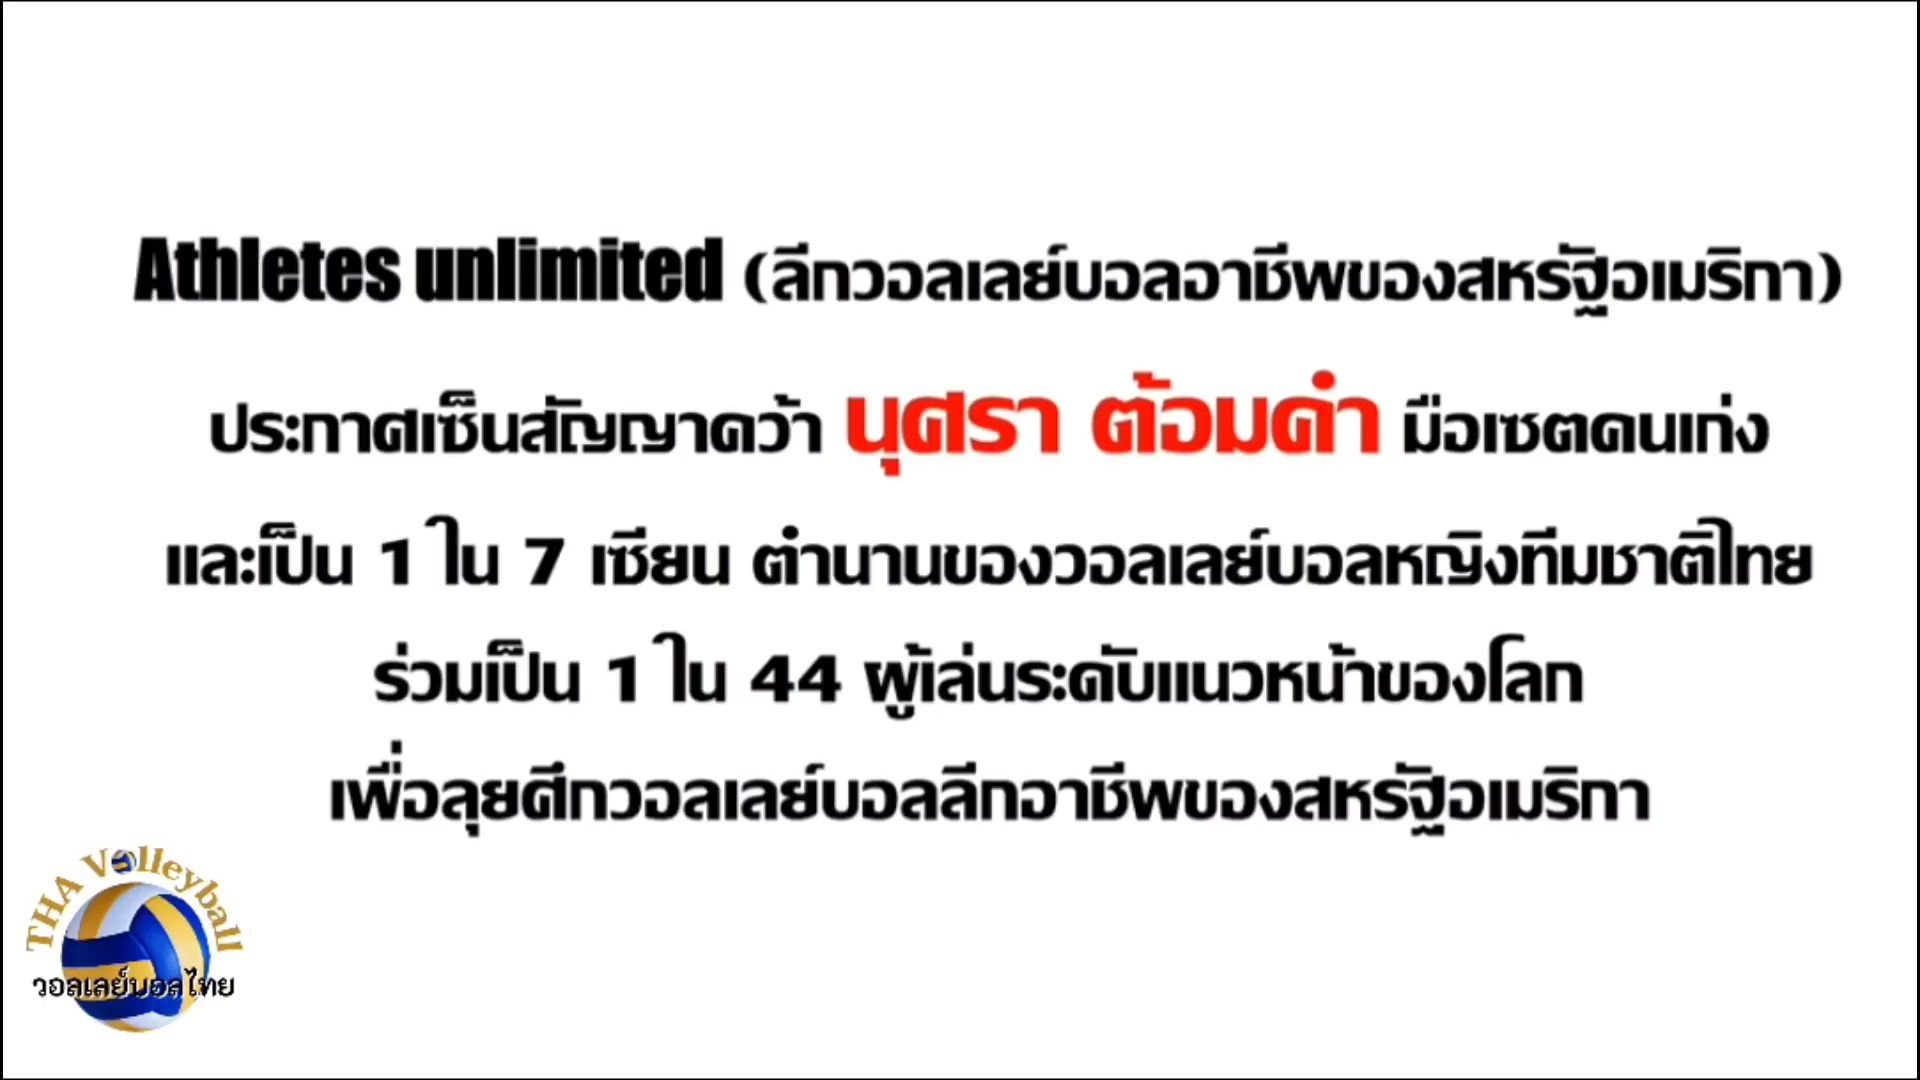 Athletes unlimited (ลีกวอลเลย์บอลอาชีพของสหรัฐอเมริกา)
ประกาศเซ็นสัญญาคว้า นุศรา ต้อมคำ มือเซตคนเก่ง
และเป็น 1 ใน 7 เซียน ตำนานของวอลเลย์บอลหญิงทีมชาติไทย
ร่วมเป็น 1 ใน 44 ผู้เล่นระดับแนวหน้าของโลก
เพื่อลุยศึกวอลเลย์บอลลีกอาชีพของสหรัฐอเมริกา
THA Volleyball
วอลเลย์บอลไทย